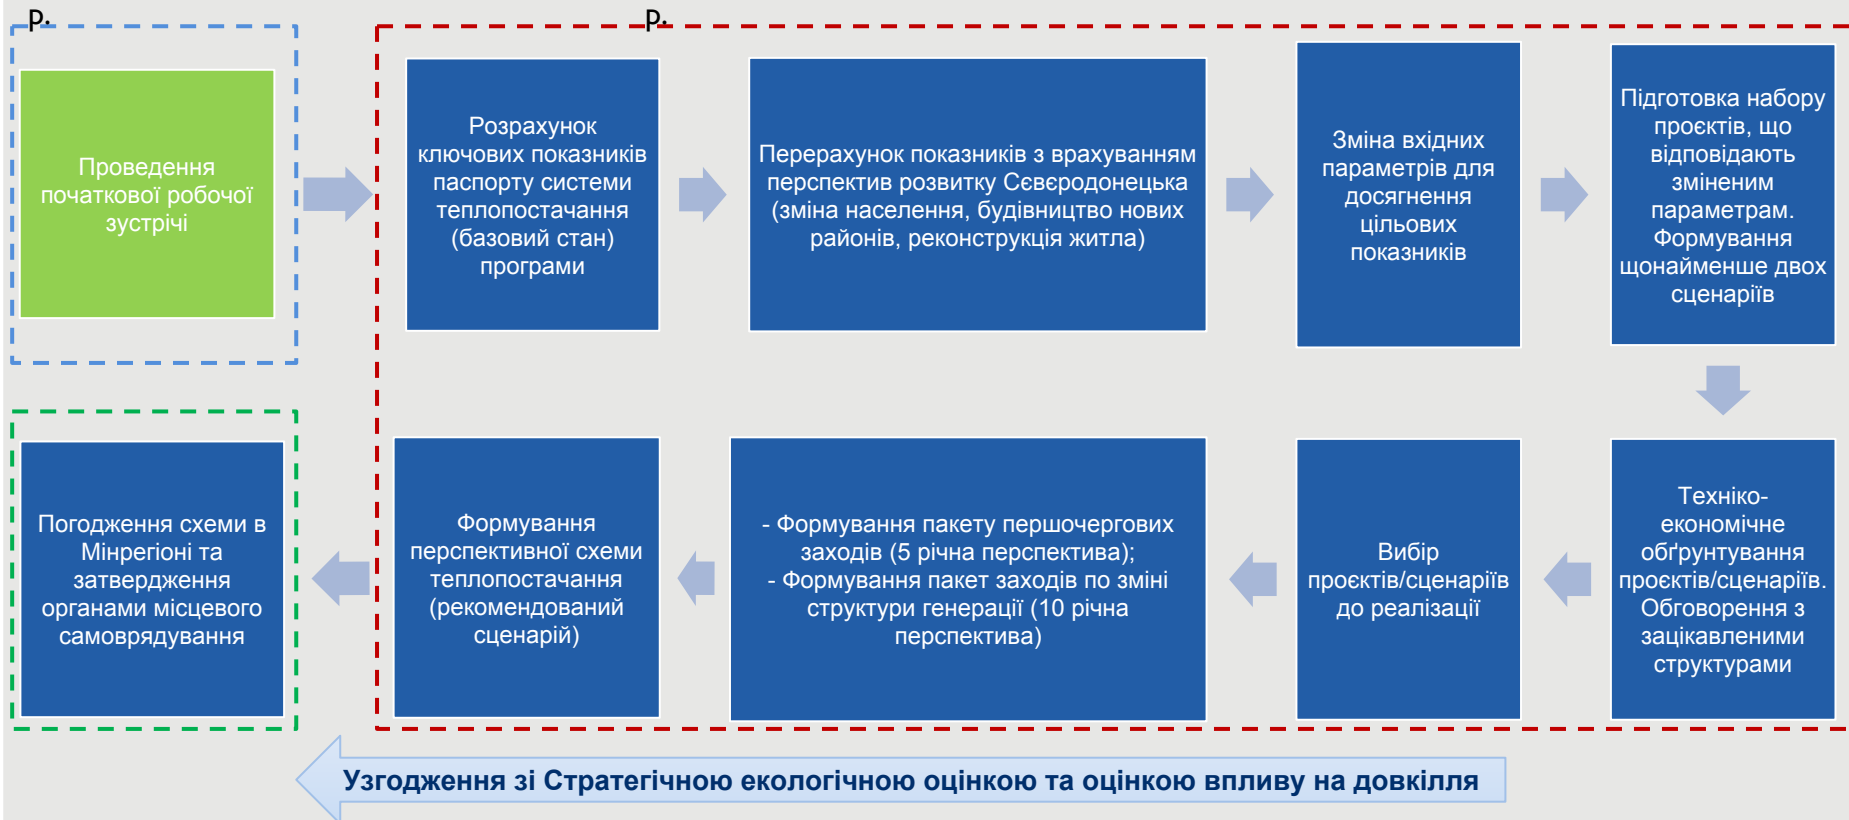 р.
р.
Проведення
початкової робочої
зустрічі
Розрахунок
ключових показників
паспорту системи
теплопостачання
(базовий стан)
програми
Перерахунок показників з врахуванням
перспектив розвитку Сєвєродонецька
(зміна населення, будівництво нових
районів, реконструкція житла)
Зміна вхідних
параметрів для
досягнення
цільових
показників
Підготовка набору
проєктів, що
відповідають
зміненим
параметрам.
Формування
щонайменше двох
сценаріїв
Погодження схеми в
Мінрегіоні та
затвердження
органами місцевого
самоврядування
Формування
перспективної схеми
теплопостачання
(рекомендований
сценарій)
- Формування пакету першочергових
заходів (5 річна перспектива);
- Формування пакет заходів по зміні
структури генерації (10 річна
перспектива)
Вибір
проєктів/сценаріїв
до реалізації
Техніко-
економічне
обґрунтування
проєктів/сценаріїв.
Обговорення з
зацікавленими
структурами
Узгодження зі Стратегічною екологічною оцінкою та оцінкою впливу на довкілля